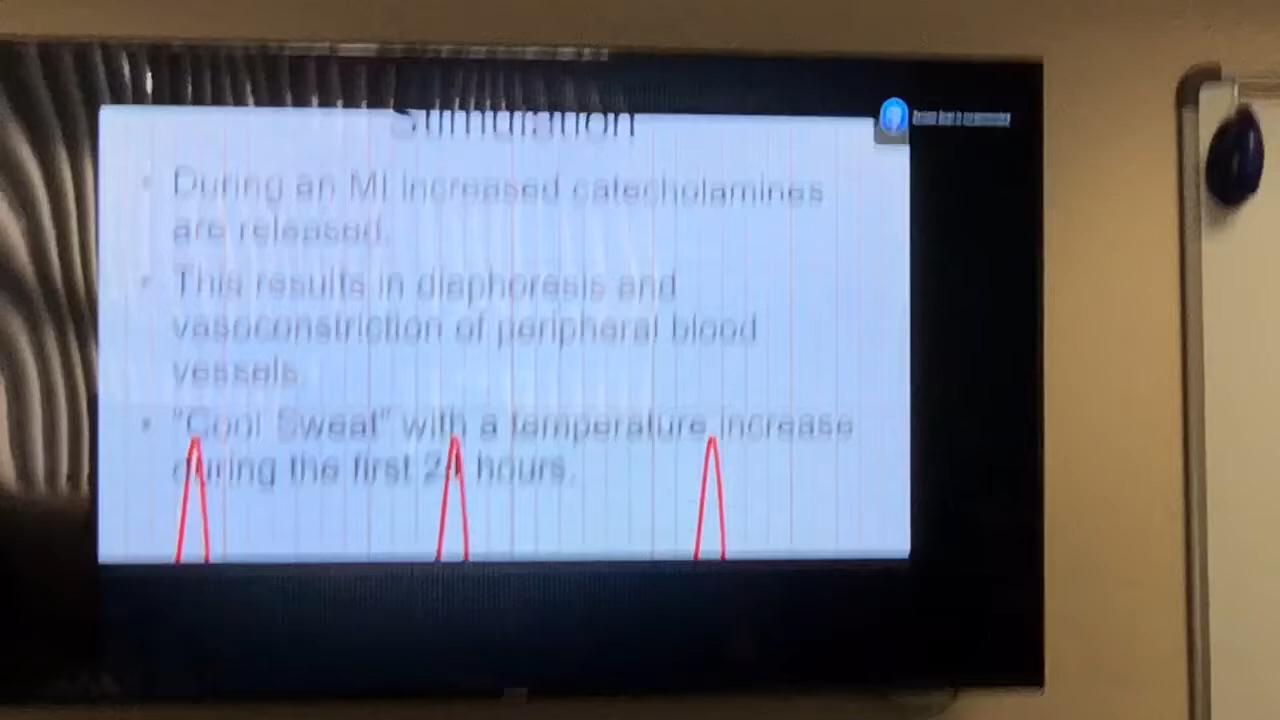 Stimulation
• During an MI increased catecholamines
are released.
• This results in diaphoresis and
vasoconstriction of peripheral blood
vessels.
• "Cool Sweat" with a temperature increase
during the first 24 hours.